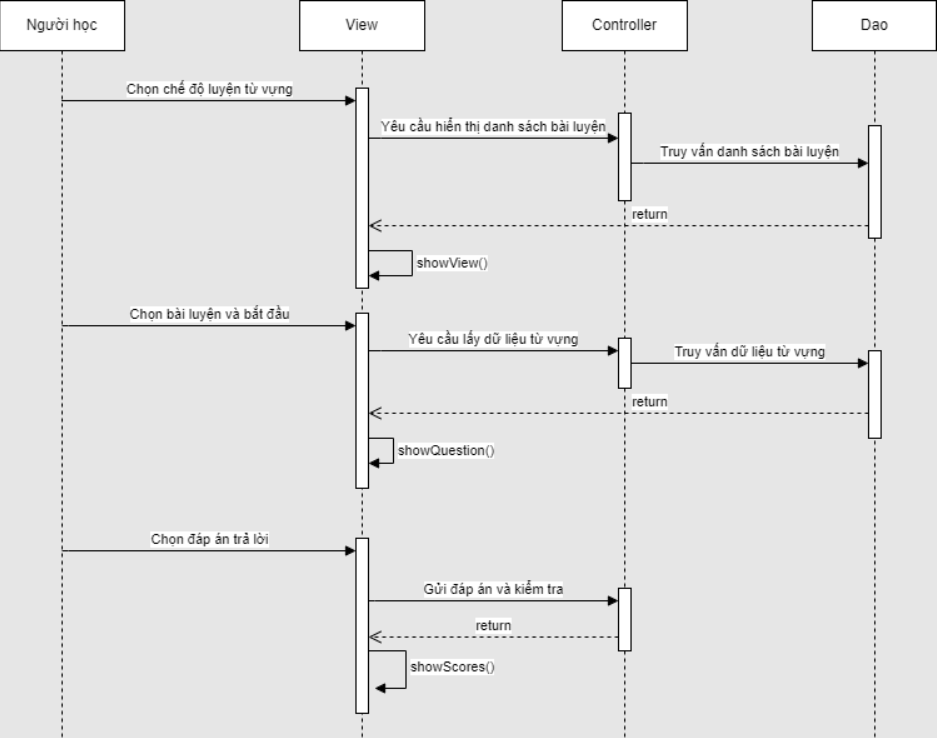 Người học
View
Controller
Dao
Chọn chế độ luyện từ vựng
Yêu cầu hiển thị danh sách bài luyện
Truy vấn danh sách bài luyện
return
showView()
Chọn bài luyện và bắt đầu
Yêu cầu lấy dữ liệu từ vựng
Truy vấn dữ liệu từ vựng
return
showQuestion()
Chọn đáp án trả lời
Gửi đáp án và kiểm tra
return
showScores()